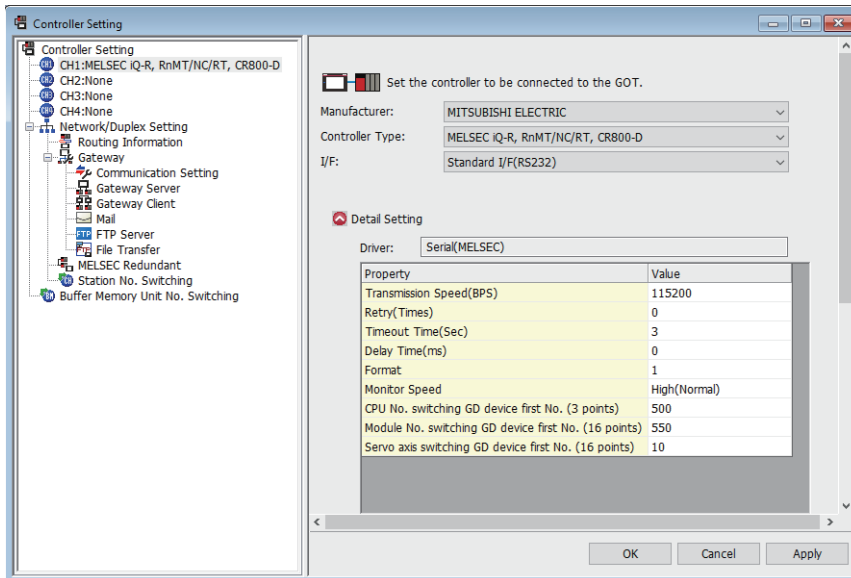 Controller Setting
Controller Setting
CH1:MELSEC iQ-R, RnMT/NC/RT, CR800-D
CH2:None
CH3:None
CH4:None
Network/Duplex Setting
Routing Information
Gateway
Communication Setting
Gateway Server
Gateway Client
Mail
FTP FTP Server
File Transfer
MELSEC Redundant
Station No. Switching
Buffer Memory Unit No. Switching
Set the controller to be connected to the GOT.
Manufacturer: MITSUBISHI ELECTRIC
Controller Type: MELSEC iQ-R, RnMT/NC/RT, CR800-D
I/F: Standard I/F(RS232)
Detail Setting
Driver: Serial(MELSEC)
Property Value
Transmission Speed(BPS) 115200
Retry(Times) 0
Timeout Time(Sec) 3
Delay Time(ms) 0
Format 1
Monitor Speed High(Normal)
CPU No. switching GD device first No. (3 points) 500
Module No. switching GD device first No. (16 points) 550
Servo axis switching GD device first No. (16 points) 10
OK Cancel Apply